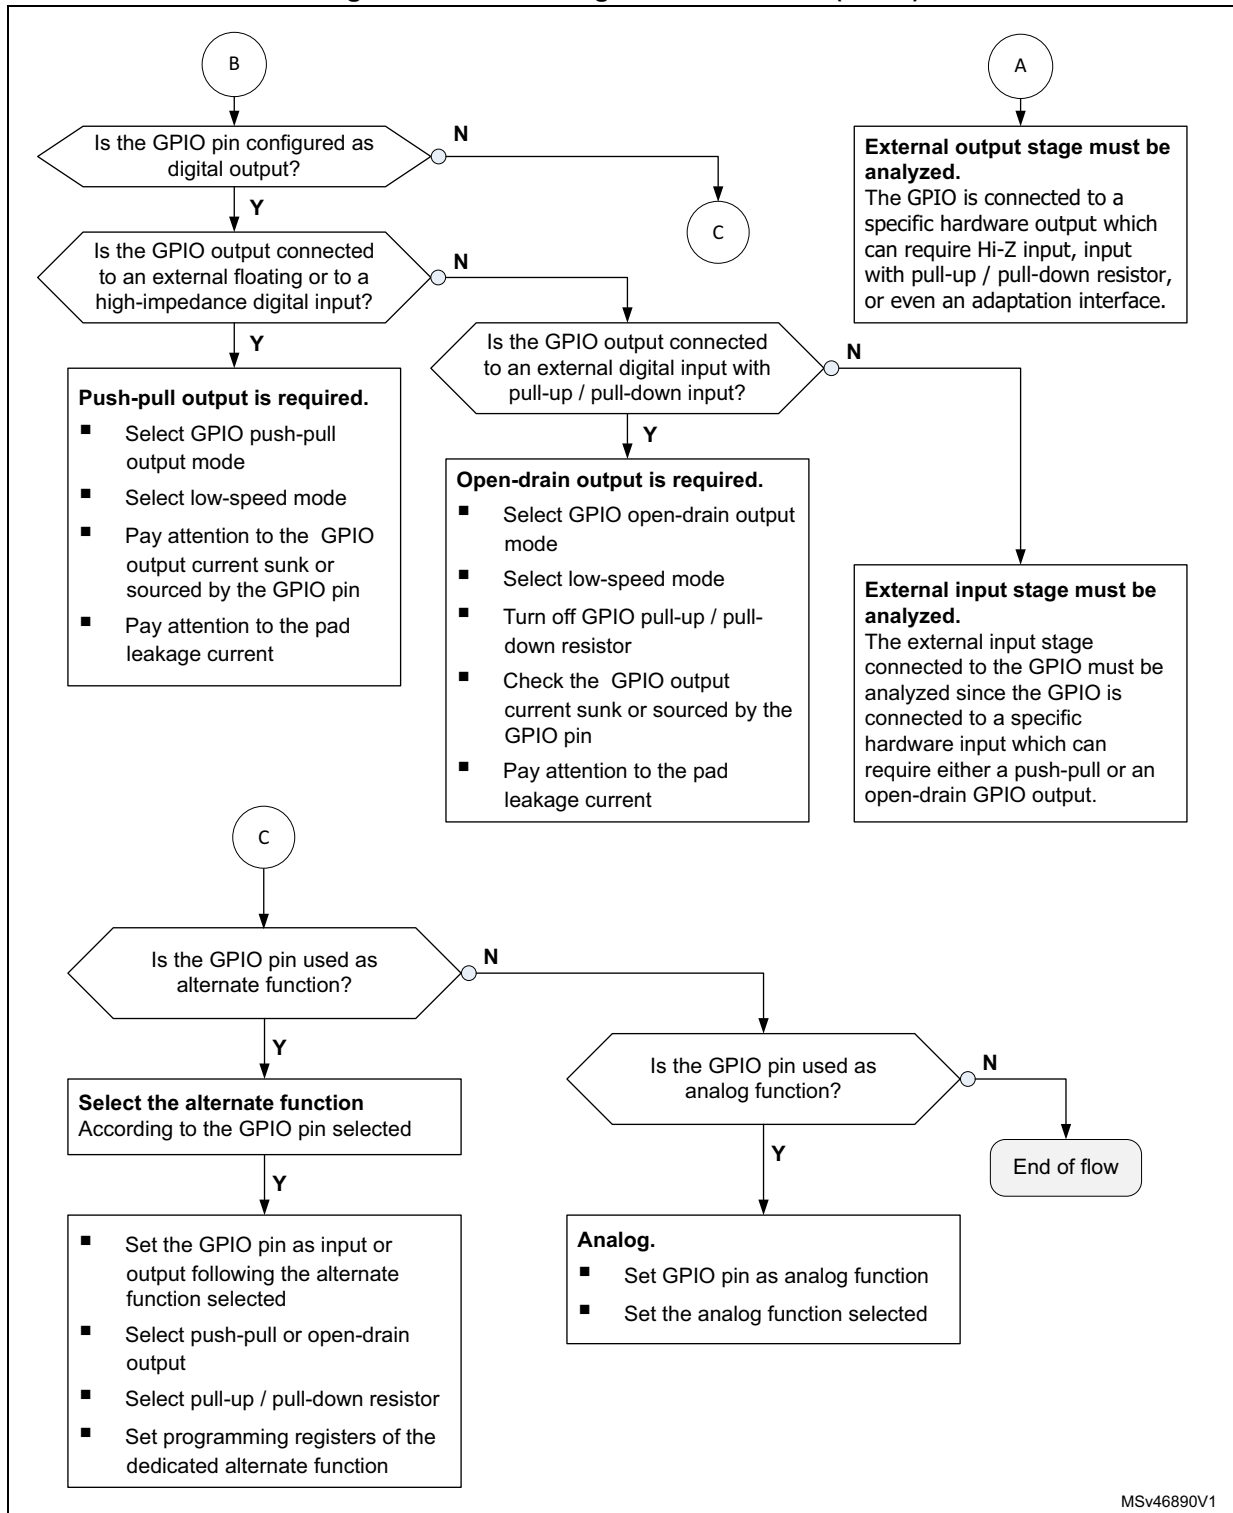 B
Is the GPIO pin configured as
digital output?
N
Y
C
Is the GPIO output connected
to an external floating or to a
high-impedance digital input?
N
Y
Push-pull output is required.
■ Select GPIO push-pull
output mode
■ Select low-speed mode
■ Pay attention to the GPIO
output current sunk or
sourced by the GPIO pin
■ Pay attention to the pad
leakage current
Is the GPIO output connected
to an external digital input with
pull-up / pull-down input?
N
Y
Open-drain output is required.
■ Select GPIO open-drain output
mode
■ Select low-speed mode
■ Turn off GPIO pull-up / pull-
down resistor
■ Check the GPIO output
current sunk or sourced by the
GPIO pin
■ Pay attention to the pad
leakage current
A
External output stage must be
analyzed.
The GPIO is connected to a
specific hardware output which
can require Hi-Z input, input
with pull-up / pull-down resistor,
or even an adaptation interface.
External input stage must be
analyzed.
The external input stage
connected to the GPIO must be
analyzed since the GPIO is
connected to a specific
hardware input which can
require either a push-pull or an
open-drain GPIO output.
C
Is the GPIO pin used as
alternate function?
N
Y
Select the alternate function
According to the GPIO pin selected
Y
■ Set the GPIO pin as input or
output following the alternate
function selected
■ Select push-pull or open-drain
output
■ Select pull-up / pull-down resistor
■ Set programming registers of the
dedicated alternate function
Is the GPIO pin used as
analog function?
N
Y
End of flow
Analog.
■ Set GPIO pin as analog function
■ Set the analog function selected
MSv46890V1